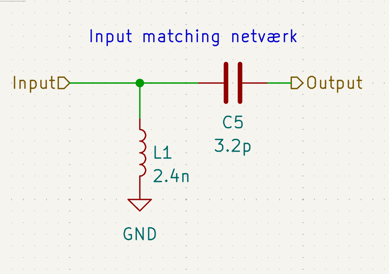 Input matching netværk
Input
Output
C5
3.2p
L1
2.4n
GND